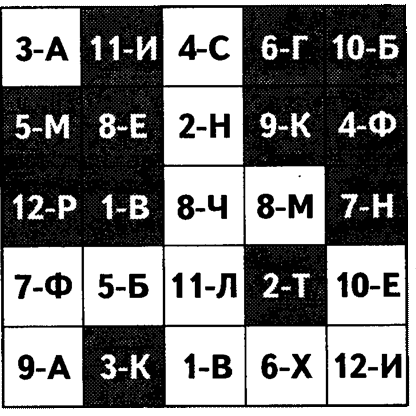 3-А 11-И 4-С 6-Г 10-Б
5-М 8-Е 2-Н 9-К 4-Ф
12-Р 1-В 8-Ч 8-М 7-Н
7-Ф 5-Б 11-Л 2-Т 10-Е
9-А 3-К 1-В 6-Х 12-И